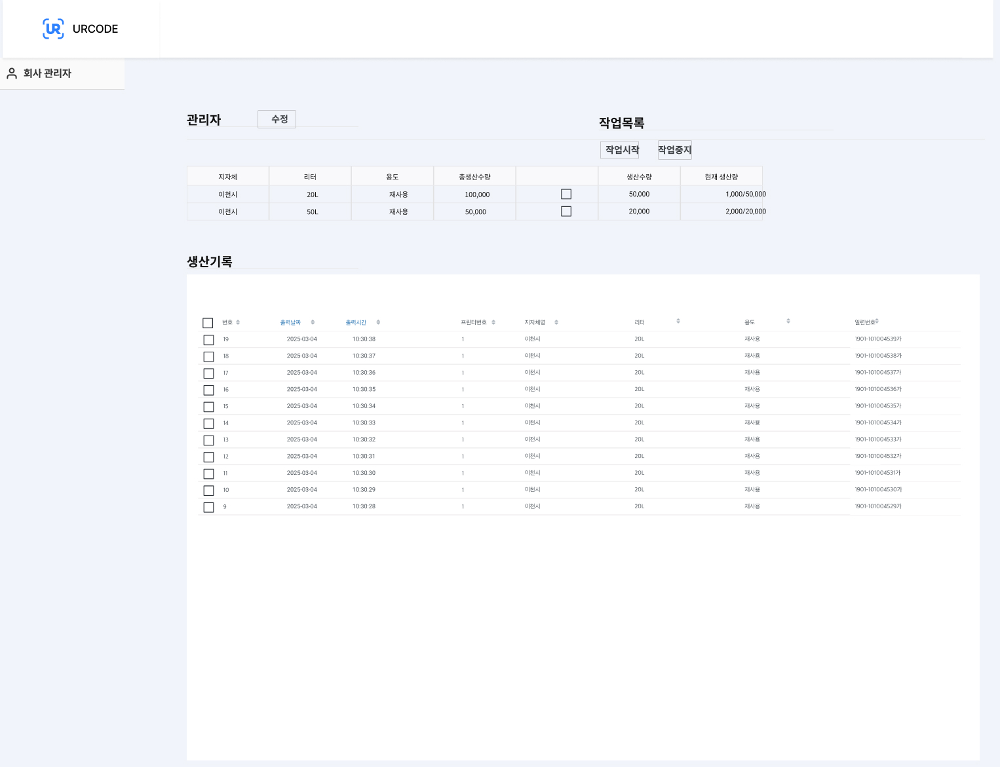 UR URCODE
회사 관리자
관리자 수정
작업목록
작업시작 작업중지
지자체 리터 용도 총생산수량 생산수량 현재 생산량
이천시 20L 재사용 100,000 50,000 1,000/50,000
이천시 50L 재사용 50,000 20,000 2,000/20,000
생산기록
번호 출력날짜 출력시간 프린터번호 지자체명 리터 용도 일련번호
19 2025-03-04 10:30:38 1 이천시 20L 재사용 1901-101004539가
18 2025-03-04 10:30:37 1 이천시 20L 재사용 1901-101004538가
17 2025-03-04 10:30:36 1 이천시 20L 재사용 1901-101004537가
16 2025-03-04 10:30:35 1 이천시 20L 재사용 1901-101004536가
15 2025-03-04 10:30:34 1 이천시 20L 재사용 1901-101004535가
14 2025-03-04 10:30:33 1 이천시 20L 재사용 1901-101004534가
13 2025-03-04 10:30:32 1 이천시 20L 재사용 1901-101004533가
12 2025-03-04 10:30:31 1 이천시 20L 재사용 1901-101004532가
11 2025-03-04 10:30:30 1 이천시 20L 재사용 1901-101004531가
10 2025-03-04 10:30:29 1 이천시 20L 재사용 1901-101004530가
9 2025-03-04 10:30:28 1 이천시 20L 재사용 1901-101004529가